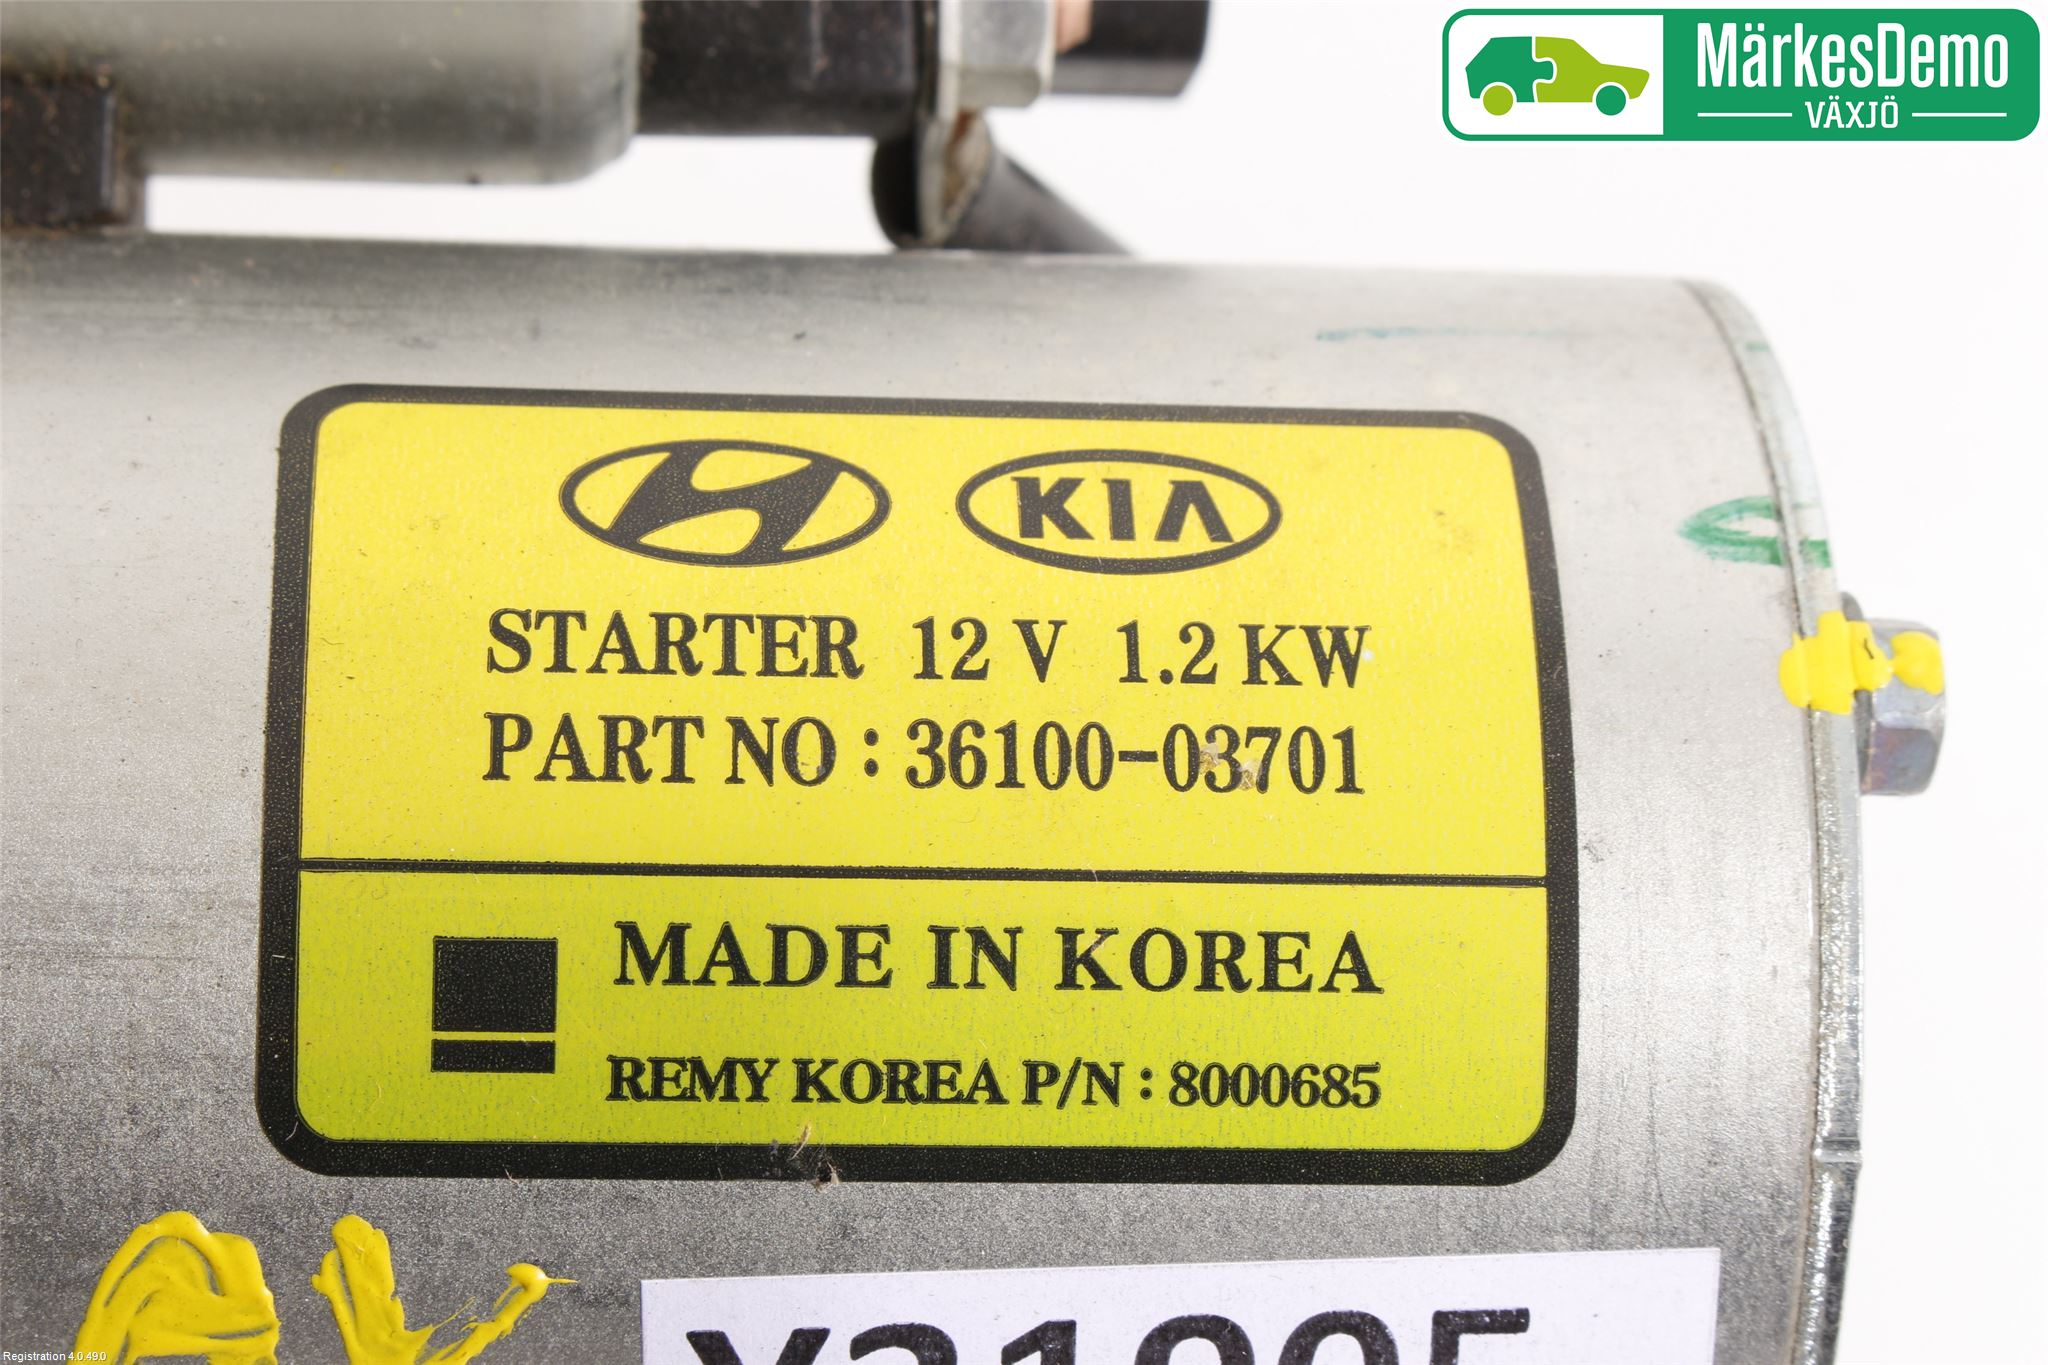 MärkesDemo
VÄXJÖ
KIA
STARTER 12 V 1.2 KW
PART NO : 36100-03701
MADE IN KOREA
REMY KOREA P/N : 8000685
Registration 4.0.49.0